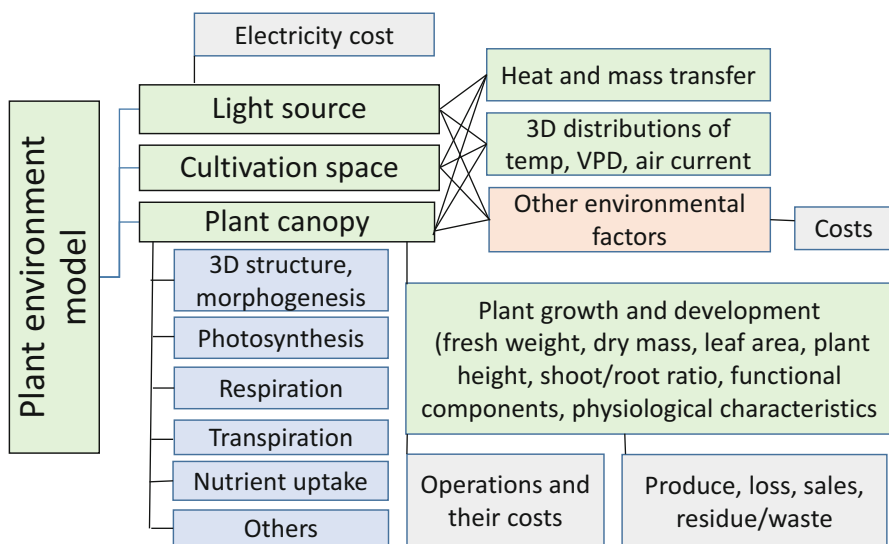 Electricity cost
Plant environment
model
Light source
Cultivation space
Plant canopy
Heat and mass transfer
3D distributions of
temp, VPD, air current
Other environmental
factors
Costs
3D structure,
morphogenesis
Photosynthesis
Respiration
Transpiration
Nutrient uptake
Others
Plant growth and development
(fresh weight, dry mass, leaf area, plant
height, shoot/root ratio, functional
components, physiological characteristics
Operations and
their costs
Produce, loss, sales,
residue/waste